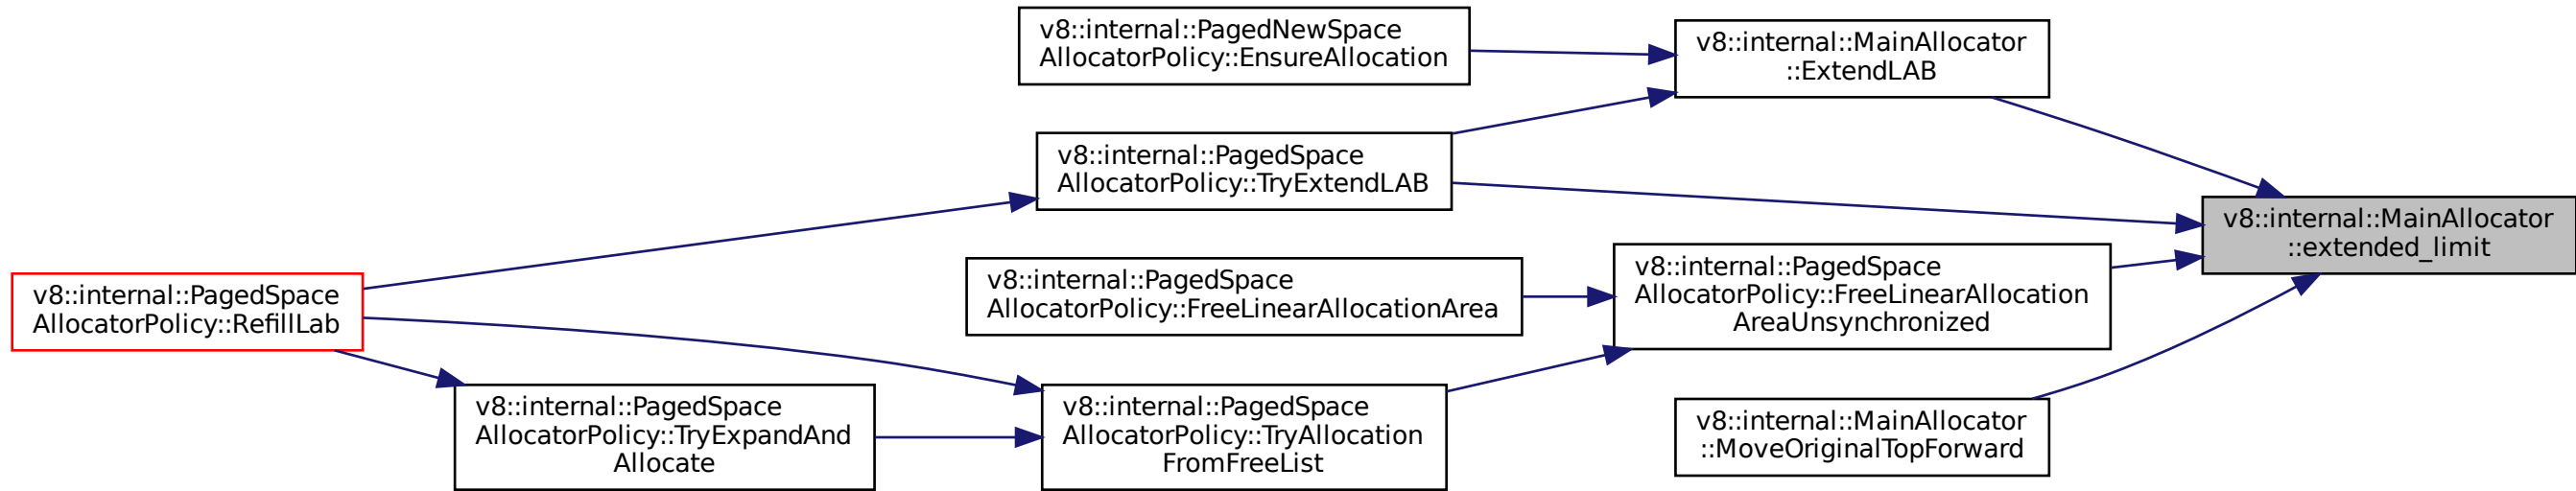 v8::internal::PagedNewSpace
AllocatorPolicy::EnsureAllocation
v8::internal::MainAllocator
::ExtendLAB
v8::internal::PagedSpace
AllocatorPolicy::TryExtendLAB
v8::internal::MainAllocator
::extended_limit
v8::internal::PagedSpace
AllocatorPolicy::RefillLab
v8::internal::PagedSpace
AllocatorPolicy::FreeLinearAllocationArea
v8::internal::PagedSpace
AllocatorPolicy::FreeLinearAllocation
AreaUnsynchronized
v8::internal::PagedSpace
AllocatorPolicy::TryExpandAnd
Allocate
v8::internal::PagedSpace
AllocatorPolicy::TryAllocation
FromFreeList
v8::internal::MainAllocator
::MoveOriginalTopForward